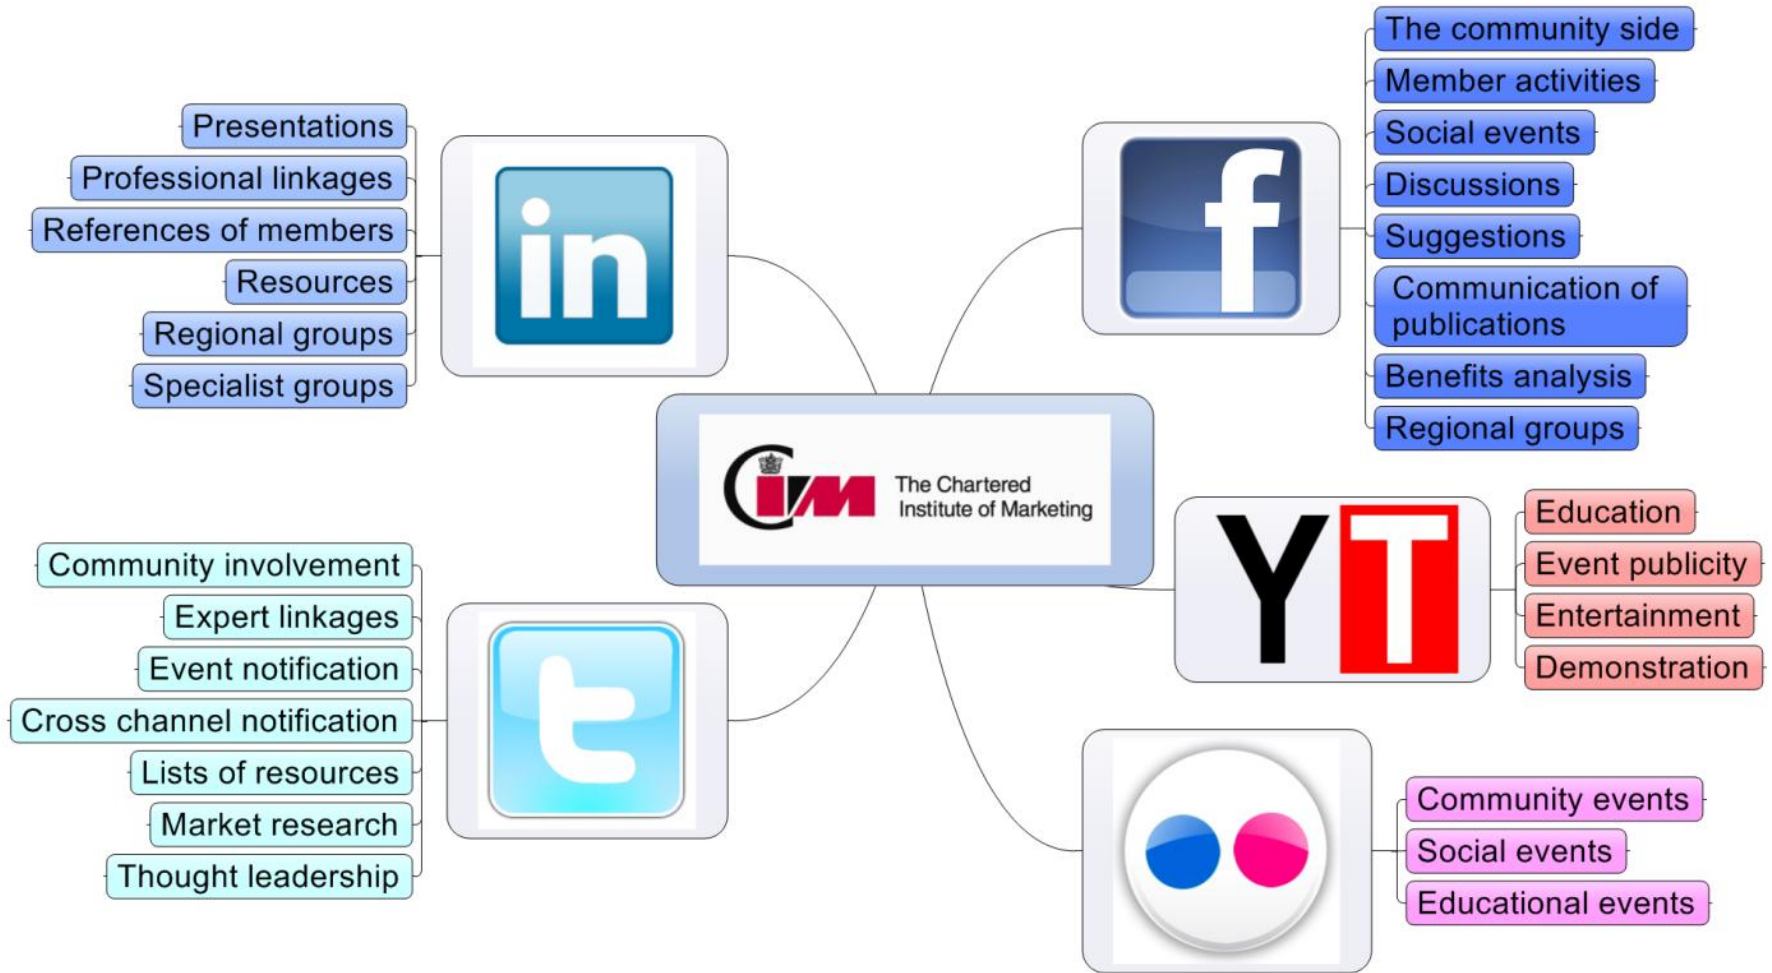 Presentations
Professional linkages
References of members
Resources
Regional groups
Specialist groups
in
f
The community side
Member activities
Social events
Discussions
Suggestions
Communication of
publications
Benefits analysis
Regional groups
CIM
The Chartered
Institute of Marketing
YT
Education
Event publicity
Entertainment
Demonstration
Community involvement
Expert linkages
Event notification
Cross channel notification
Lists of resources
Market research
Thought leadership
t
Community events
Social events
Educational events